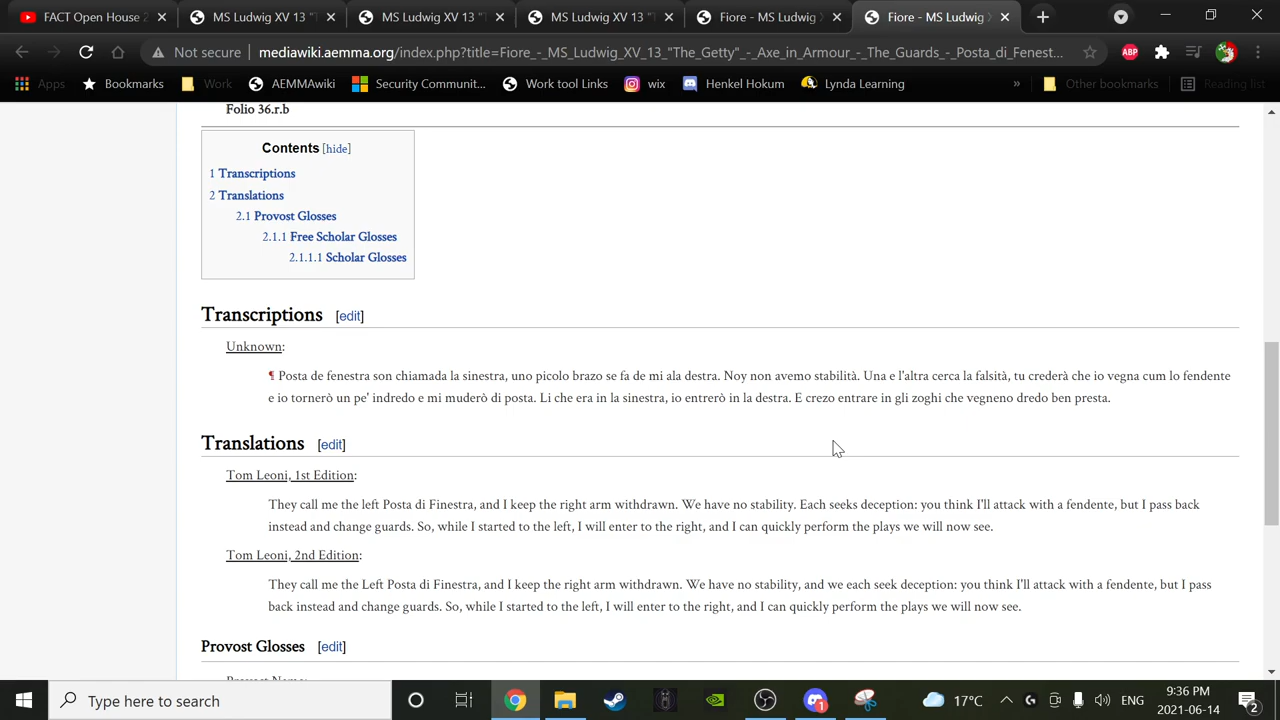 FACT Open House 2
MS Ludwig XV 13 "T
MS Ludwig XV 13 "T
MS Ludwig XV 13 "T
Fiore - MS Ludwig X
Fiore - MS Ludwig X
Not secure | mediawiki.aemma.org/index.php?title=Fiore_-_MS_Ludwig_XV_13_"The_Getty"_-_Axe_in_Armour_-_The_Guards_-_Posta_di_Fenest...
ABP
Apps Bookmarks Work AEMMAwiki Security Communit... Work tool Links wix Henkel Hokum Lynda Learning » Other bookmarks Reading list
Folio 36.r.b
Contents [hide]
1 Transcriptions
2 Translations
2.1 Provost Glosses
2.1.1 Free Scholar Glosses
2.1.1.1 Scholar Glosses
Transcriptions [edit]
Unknown:
¶ Posta de fenestra son chiamada la sinestra, uno picolo brazo se fa de mi ala destra. Noy non avemo stabilità. Una e l'altra cerca la falsità, tu crederà che io vegna cum lo fendente
e io tornerò un pe' indredo e mi muderò di posta. Li che era in la sinestra, io entrerò in la destra. E crezo entrare in gli zoghi che vegneno dredo ben presta.
Translations [edit]
Tom Leoni, 1st Edition:
They call me the left Posta di Finestra, and I keep the right arm withdrawn. We have no stability. Each seeks deception: you think I'll attack with a fendente, but I pass back
instead and change guards. So, while I started to the left, I will enter to the right, and I can quickly perform the plays we will now see.
Tom Leoni, 2nd Edition:
They call me the Left Posta di Finestra, and I keep the right arm withdrawn. We have no stability, and we each seek deception: you think I'll attack with a fendente, but I pass
back instead and change guards. So, while I started to the left, I will enter to the right, and I can quickly perform the plays we will now see.
Provost Glosses [edit]
Provost Name:
Type here to search
1
17°C
ENG
9:36 PM
2021-06-14
2